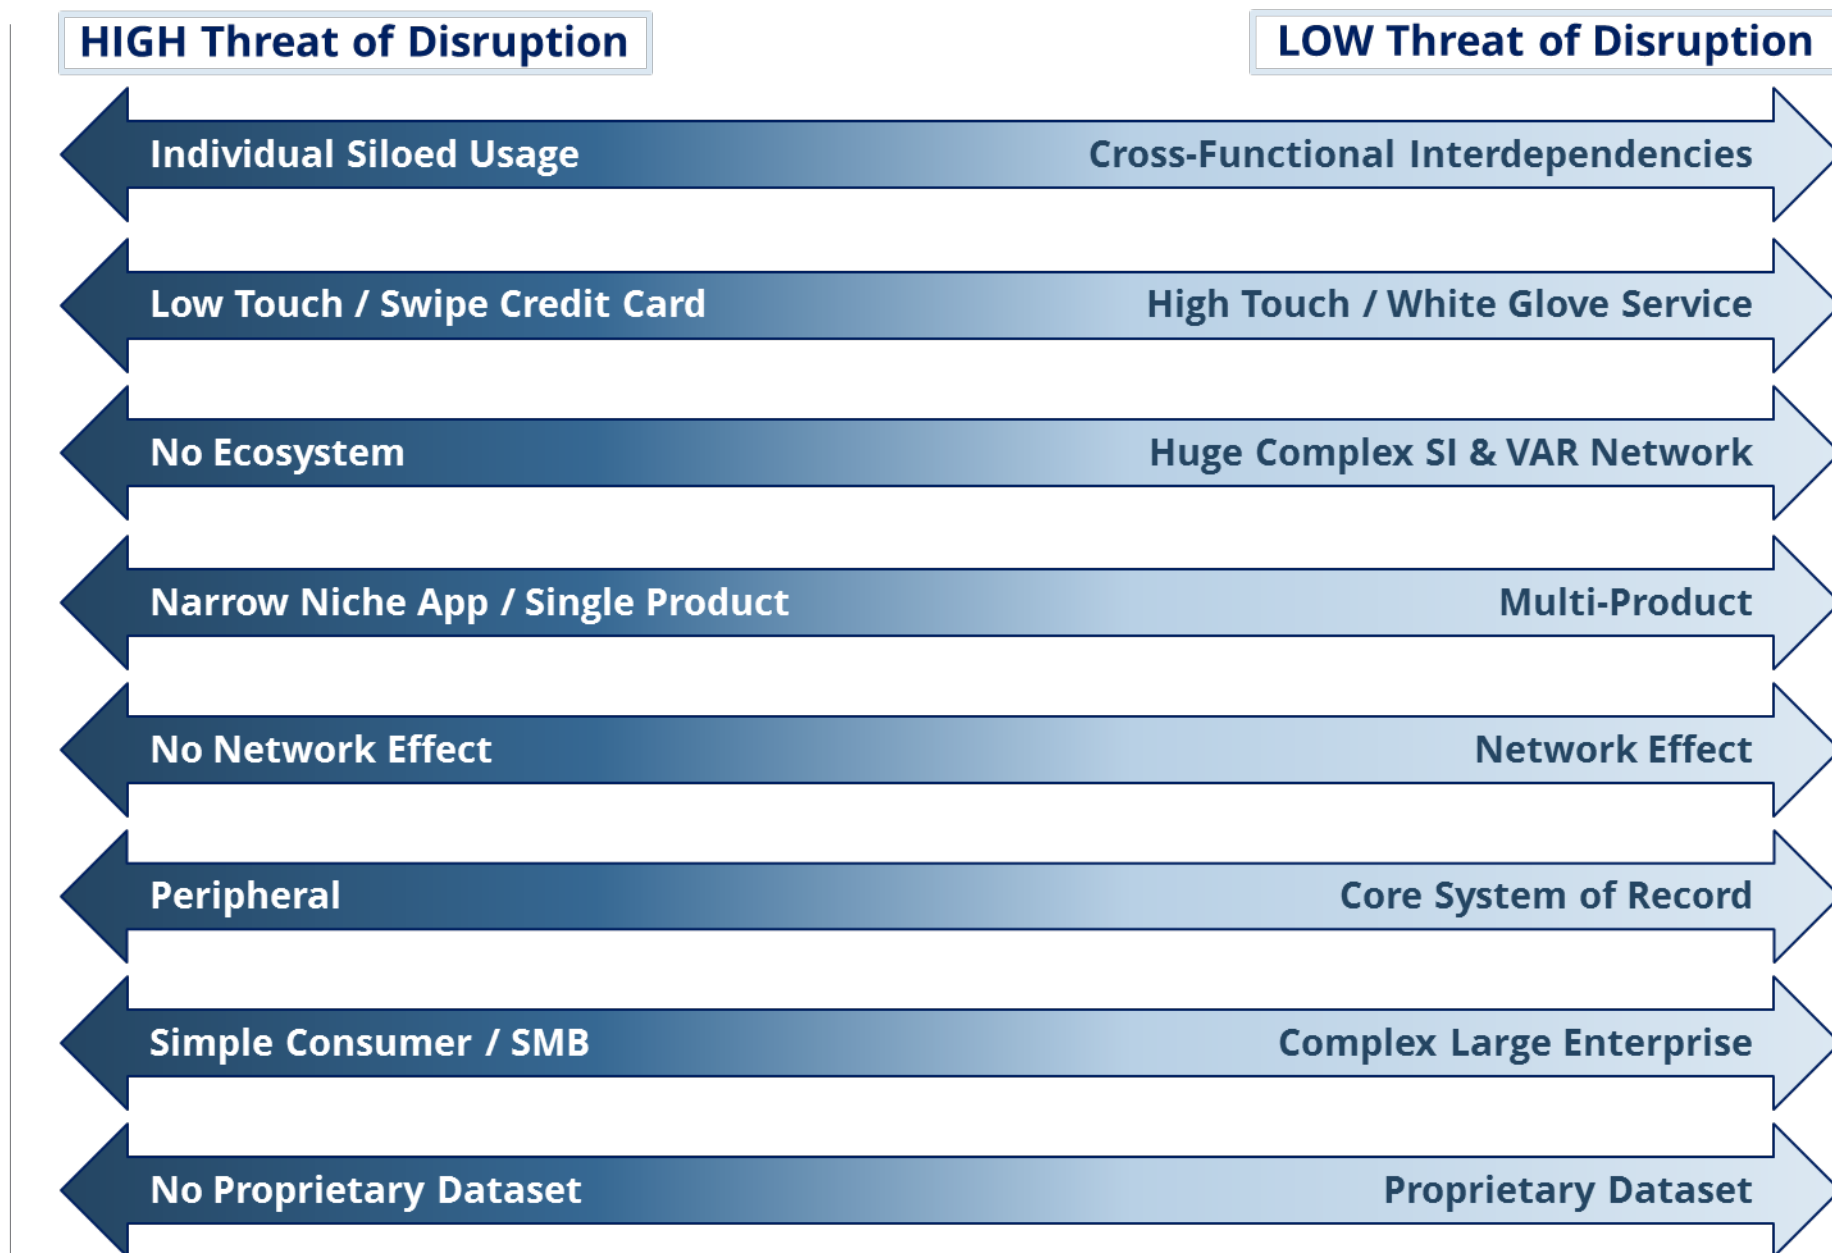 HIGH Threat of Disruption
LOW Threat of Disruption
Individual Siloed Usage
Cross-Functional Interdependencies
Low Touch / Swipe Credit Card
High Touch / White Glove Service
No Ecosystem
Huge Complex SI & VAR Network
Narrow Niche App / Single Product
Multi-Product
No Network Effect
Network Effect
Peripheral
Core System of Record
Simple Consumer / SMB
Complex Large Enterprise
No Proprietary Dataset
Proprietary Dataset